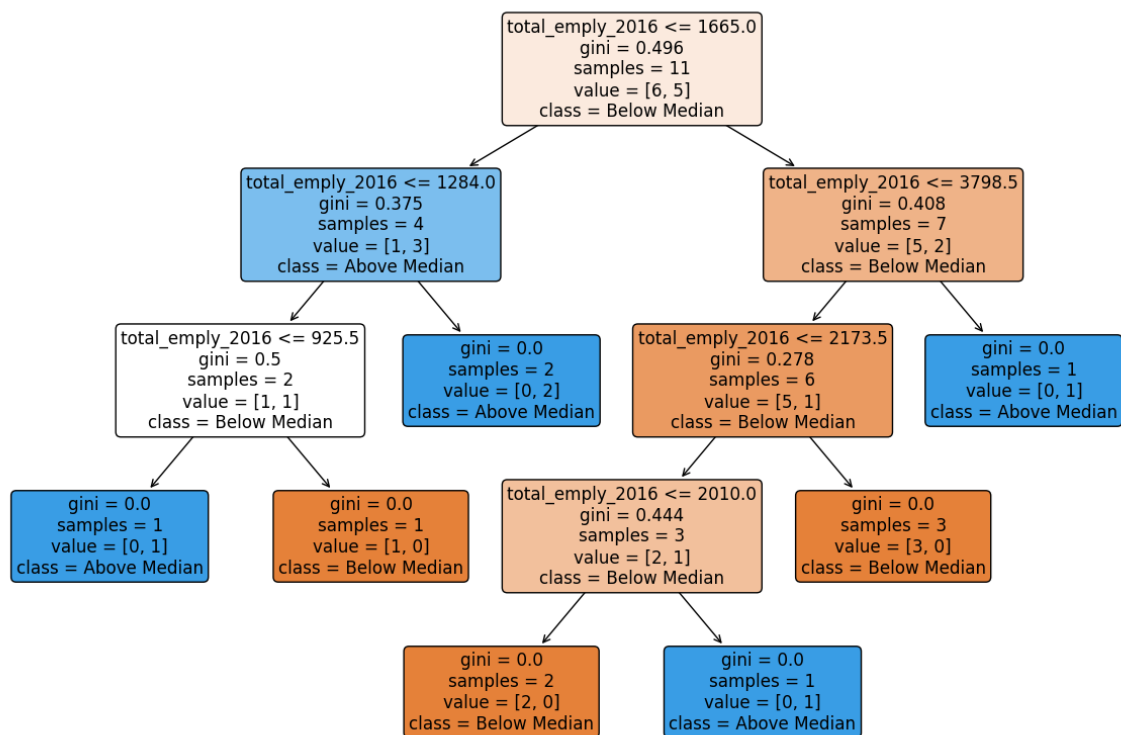 total_emply_2016 <= 1665.0
gini = 0.496
samples = 11
value = [6, 5]
class = Below Median
total_emply_2016 <= 1284.0
gini = 0.375
samples = 4
value = [1, 3]
class = Above Median
total_emply_2016 <= 3798.5
gini = 0.408
samples = 7
value = [5, 2]
class = Below Median
total_emply_2016 <= 925.5
gini = 0.5
samples = 2
value = [1, 1]
class = Below Median
gini = 0.0
samples = 2
value = [0, 2]
class = Above Median
total_emply_2016 <= 2173.5
gini = 0.278
samples = 6
value = [5, 1]
class = Below Median
gini = 0.0
samples = 1
value = [0, 1]
class = Above Median
gini = 0.0
samples = 1
value = [0, 1]
class = Above Median
gini = 0.0
samples = 1
value = [1, 0]
class = Below Median
total_emply_2016 <= 2010.0
gini = 0.444
samples = 3
value = [2, 1]
class = Below Median
gini = 0.0
samples = 3
value = [3, 0]
class = Below Median
gini = 0.0
samples = 2
value = [2, 0]
class = Below Median
gini = 0.0
samples = 1
value = [0, 1]
class = Above Median